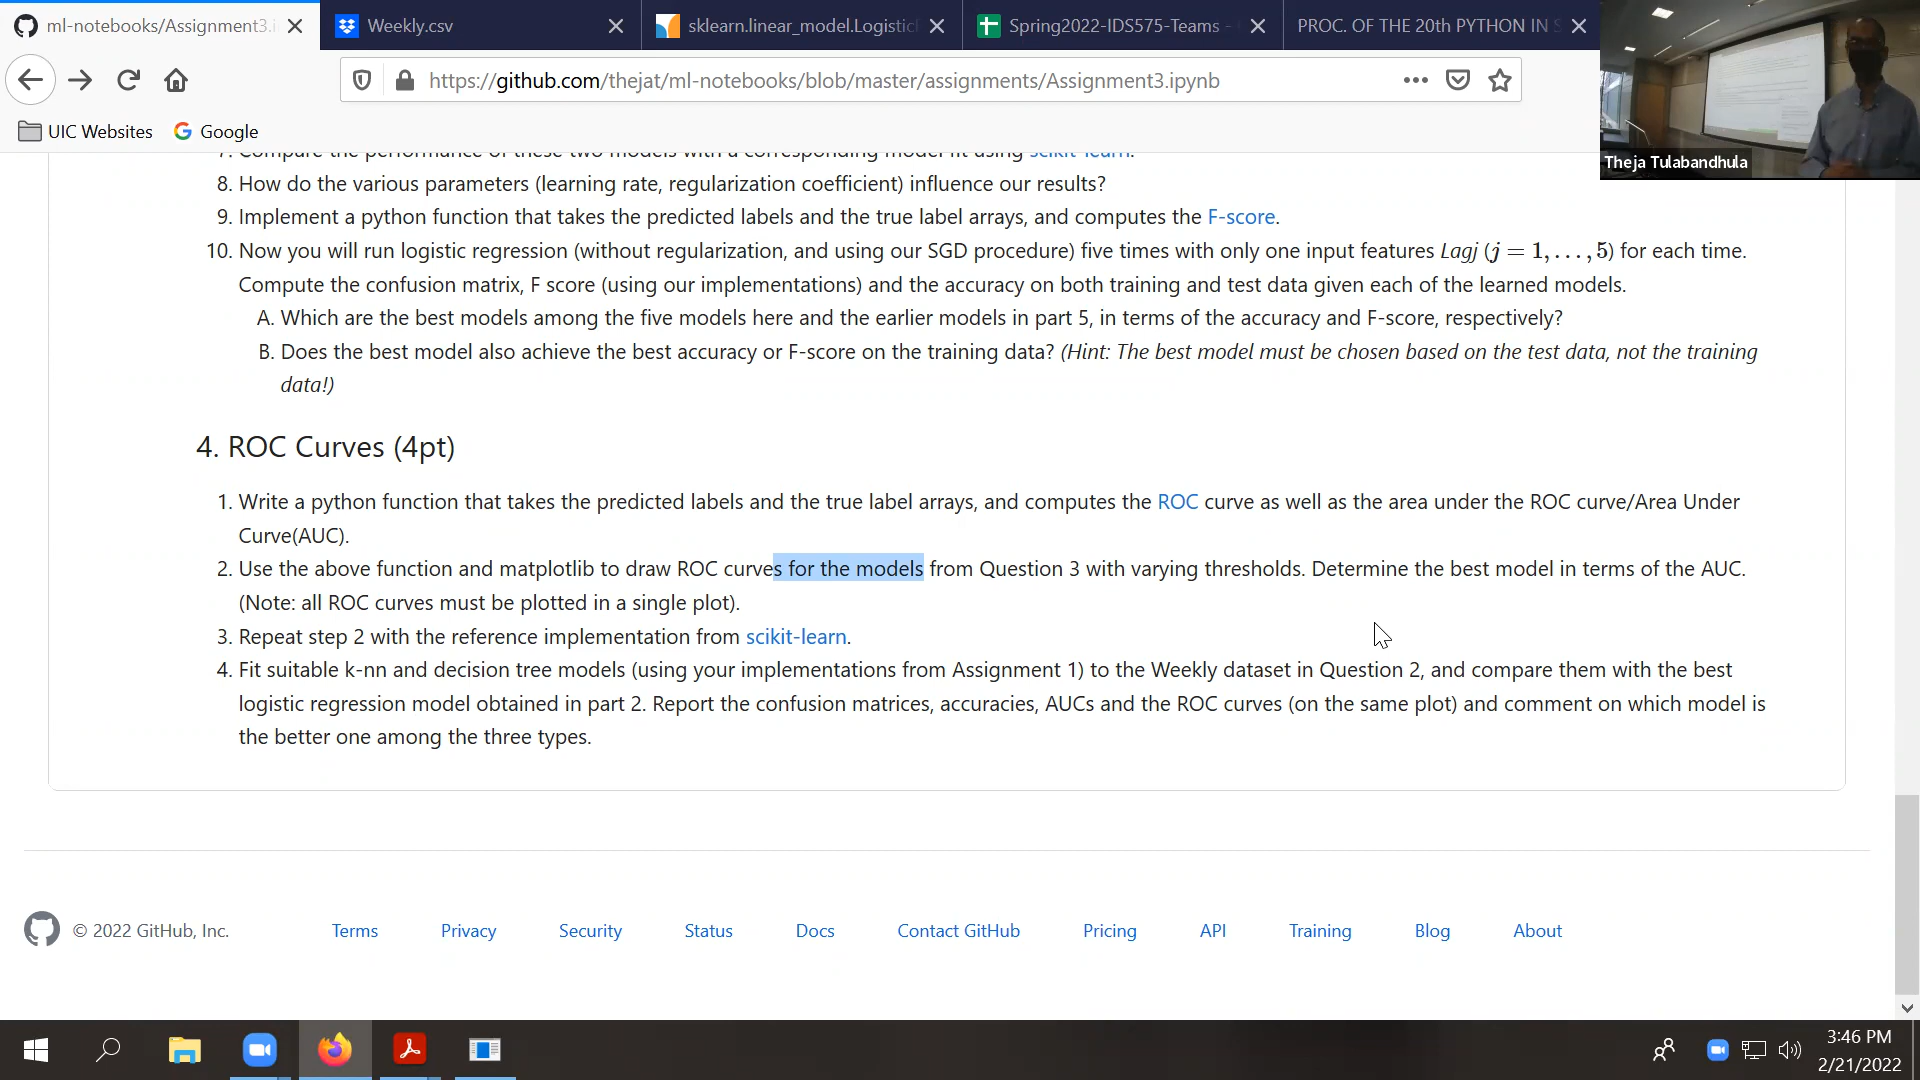 ml-notebooks/Assignment3.i
Weekly.csv
sklearn.linear_model.Logistic
Spring2022-IDS575-Teams -
PROC. OF THE 20th PYTHON IN S
https://github.com/thejat/ml-notebooks/blob/master/assignments/Assignment3.ipynb
UIC Websites
Google
Theja Tulabandhula
7. Compare the performance of these two models with a corresponding model fit using scikit-learn.
8. How do the various parameters (learning rate, regularization coefficient) influence our results?
9. Implement a python function that takes the predicted labels and the true label arrays, and computes the F-score.
10. Now you will run logistic regression (without regularization, and using our SGD procedure) five times with only one input features Lagj (j = 1, . . . , 5) for each time.
Compute the confusion matrix, F score (using our implementations) and the accuracy on both training and test data given each of the learned models.
A. Which are the best models among the five models here and the earlier models in part 5, in terms of the accuracy and F-score, respectively?
B. Does the best model also achieve the best accuracy or F-score on the training data? (Hint: The best model must be chosen based on the test data, not the training
data!)
4. ROC Curves (4pt)
1. Write a python function that takes the predicted labels and the true label arrays, and computes the ROC curve as well as the area under the ROC curve/Area Under
Curve(AUC).
2. Use the above function and matplotlib to draw ROC curves for the models from Question 3 with varying thresholds. Determine the best model in terms of the AUC.
(Note: all ROC curves must be plotted in a single plot).
3. Repeat step 2 with the reference implementation from scikit-learn.
4. Fit suitable k-nn and decision tree models (using your implementations from Assignment 1) to the Weekly dataset in Question 2, and compare them with the best
logistic regression model obtained in part 2. Report the confusion matrices, accuracies, AUCs and the ROC curves (on the same plot) and comment on which model is
the better one among the three types.
© 2022 GitHub, Inc.
Terms
Privacy
Security
Status
Docs
Contact GitHub
Pricing
API
Training
Blog
About
3:46 PM
2/21/2022